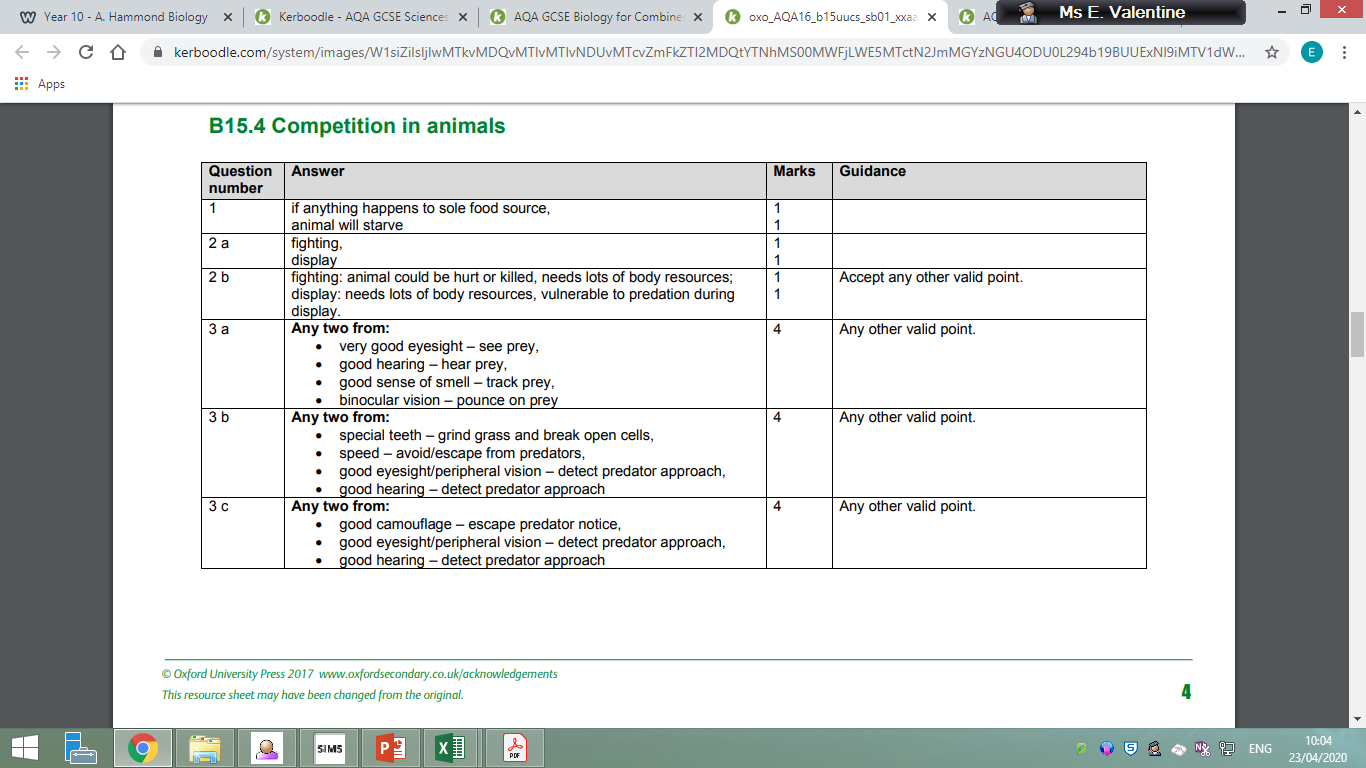 Year 10 - A. Hammond Biology
Kerboodle - AQA GCSE Sciences
AQA GCSE Biology for Combine
oxo_AQA16_b15uucs_sb01_xxaa
AC
Ms E. Valentine
Apps
E
B15.4 Competition in animals
Question number Answer Marks Guidance
1 if anything happens to sole food source, 1
animal will starve 1
2 a fighting, 1
display 1
2 b fighting: animal could be hurt or killed, needs lots of body resources; 1 Accept any other valid point.
display: needs lots of body resources, vulnerable to predation during 1
display.
3 a Any two from: 4 Any other valid point.
• very good eyesight – see prey,
• good hearing – hear prey,
• good sense of smell – track prey,
• binocular vision – pounce on prey
3 b Any two from: 4 Any other valid point.
• special teeth – grind grass and break open cells,
• speed – avoid/escape from predators,
• good eyesight/peripheral vision – detect predator approach,
• good hearing – detect predator approach
3 c Any two from: 4 Any other valid point.
• good camouflage – escape predator notice,
• good eyesight/peripheral vision – detect predator approach,
• good hearing – detect predator approach
© Oxford University Press 2017 www.oxfordsecondary.co.uk/acknowledgements
This resource sheet may have been changed from the original.
4
SIMS
PDF
ENG
10:04
23/04/2020